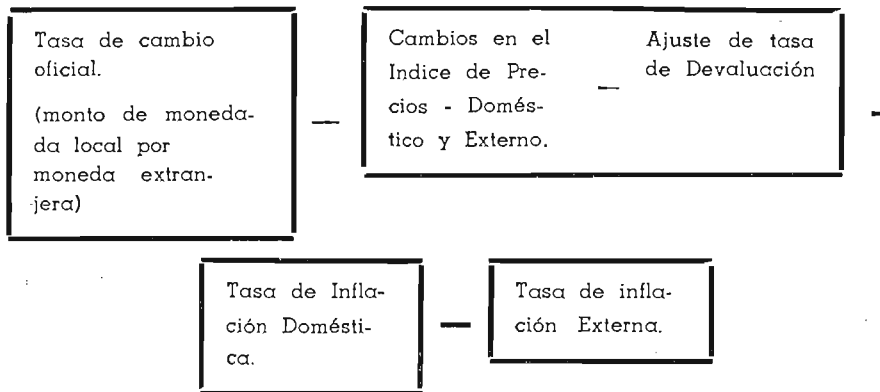 Tasa de cambio
oficial.
(monto de moneda-
da local por
moneda extran-
jera)
—
Cambios en el
Indice de Pre-
cios - Domés-
tico y Externo.
—
Ajuste de tasa
de Devaluación
-
Tasa de Infla-
ción Domésti-
ca.
—
Tasa de infla-
ción Externa.